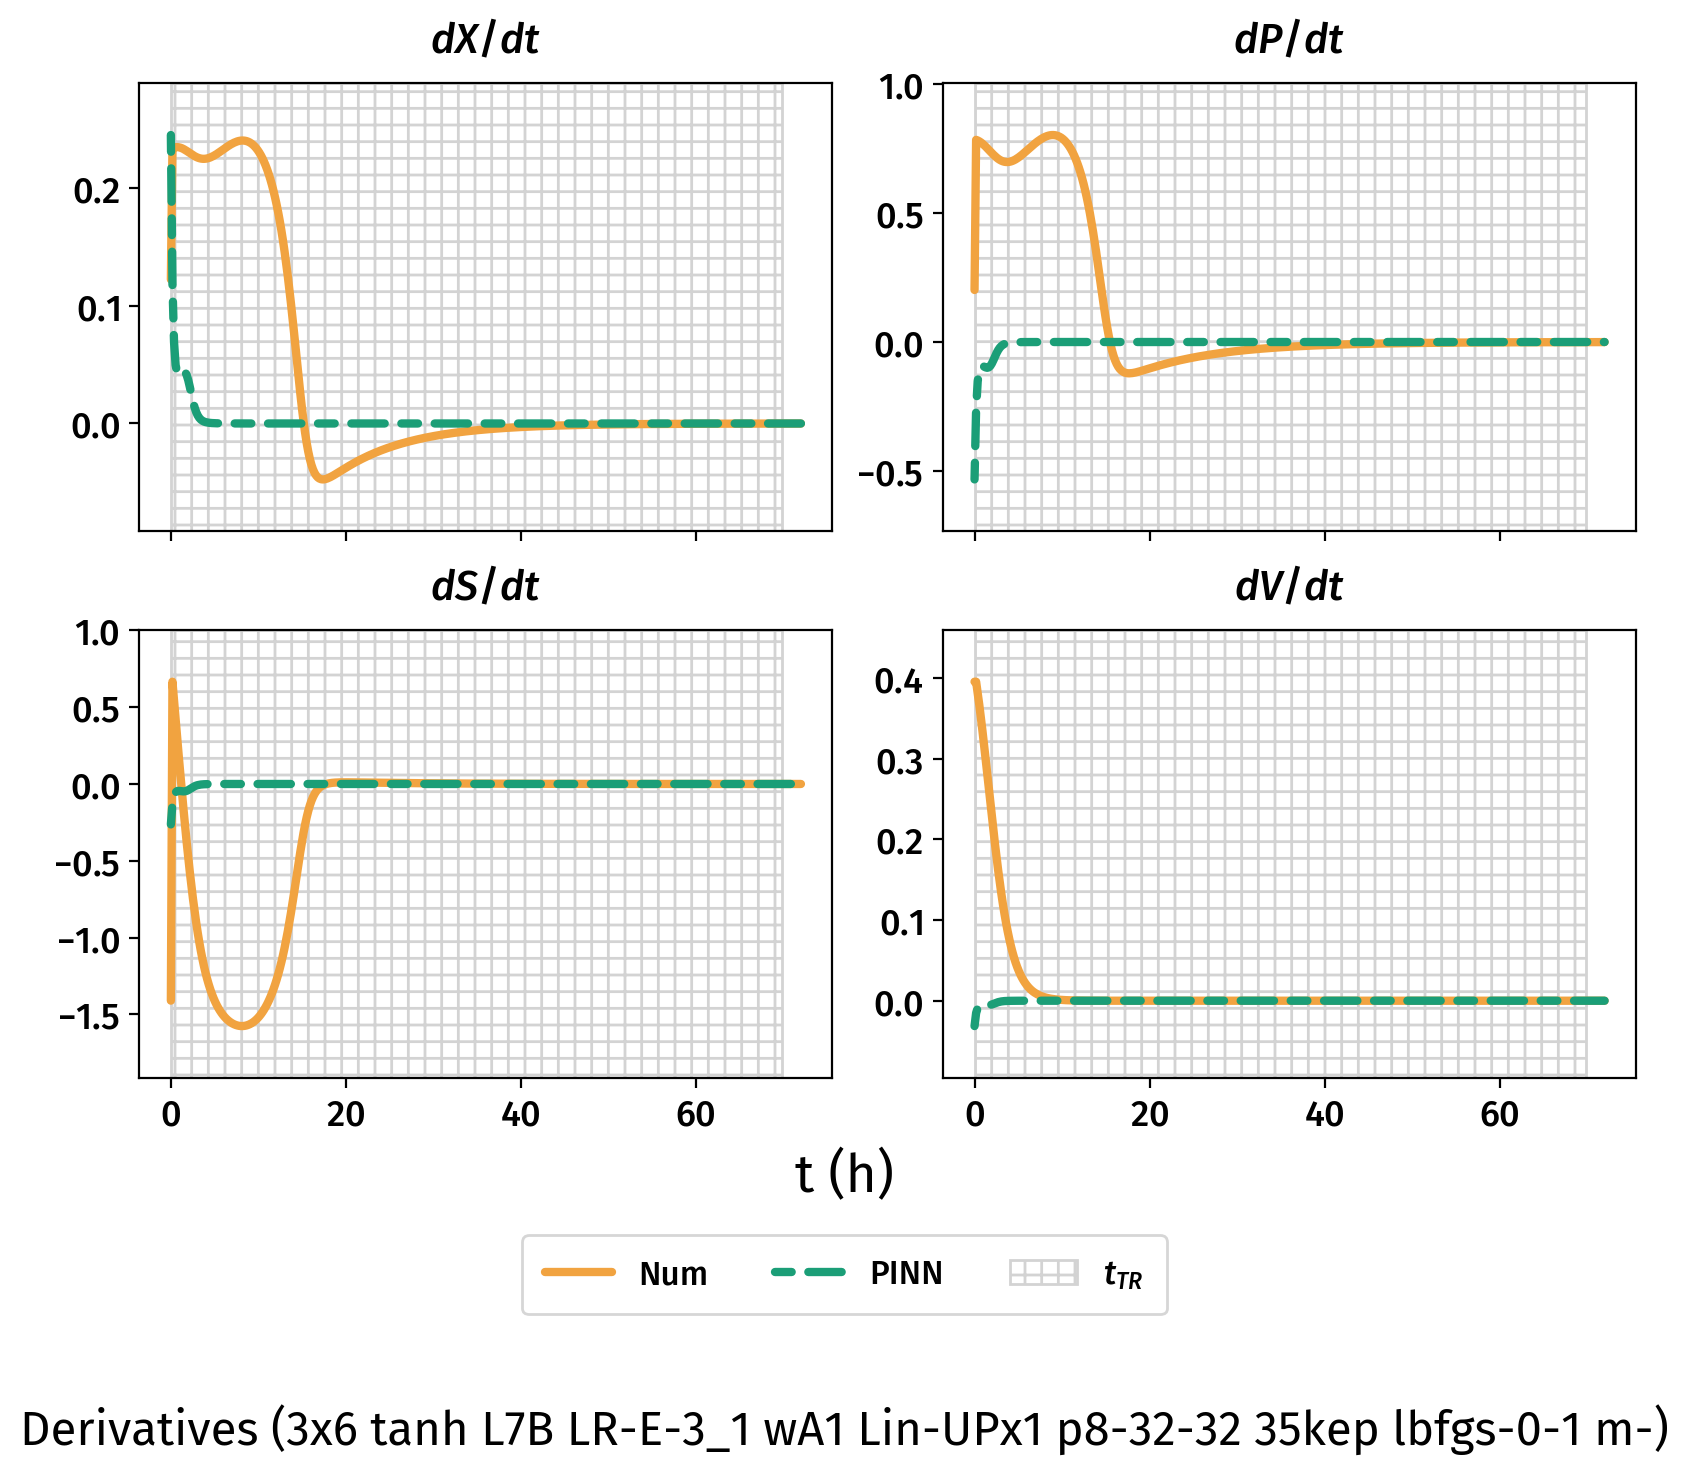 dX/dt
dP/dt
0.2
0.1
0.0
1.0
0.5
0.0
−0.5
dS/dt
dV/dt
1.0
0.5
0.0
−0.5
−1.0
−1.5
0.4
0.3
0.2
0.1
0.0
0 20 40 60
0 20 40 60
t (h)
Num PINN t_TR
Derivatives (3x6 tanh L7B LR-E-3_1 wA1 Lin-UPx1 p8-32-32 35kep lbfgs-0-1 m-)